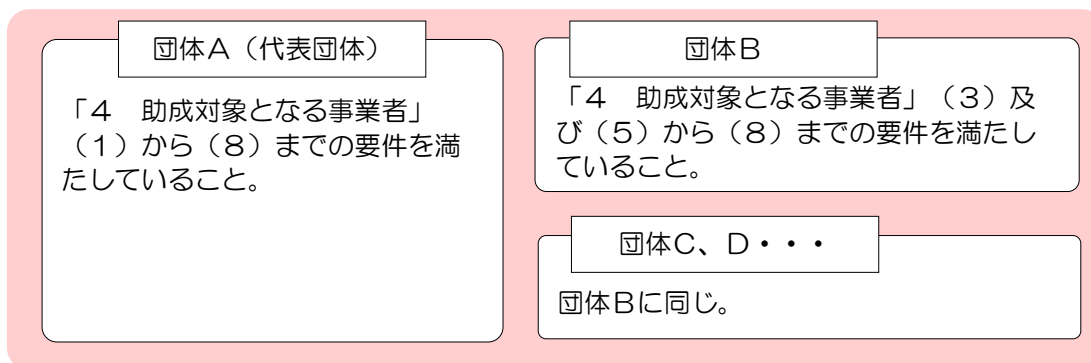 団体A（代表団体）
「4　助成対象となる事業者」
（1）から（8）までの要件を満
たしていること。
団体B
「4　助成対象となる事業者」（3）及
び（5）から（8）までの要件を満たし
ていること。
団体C、D・・・
団体Bに同じ。